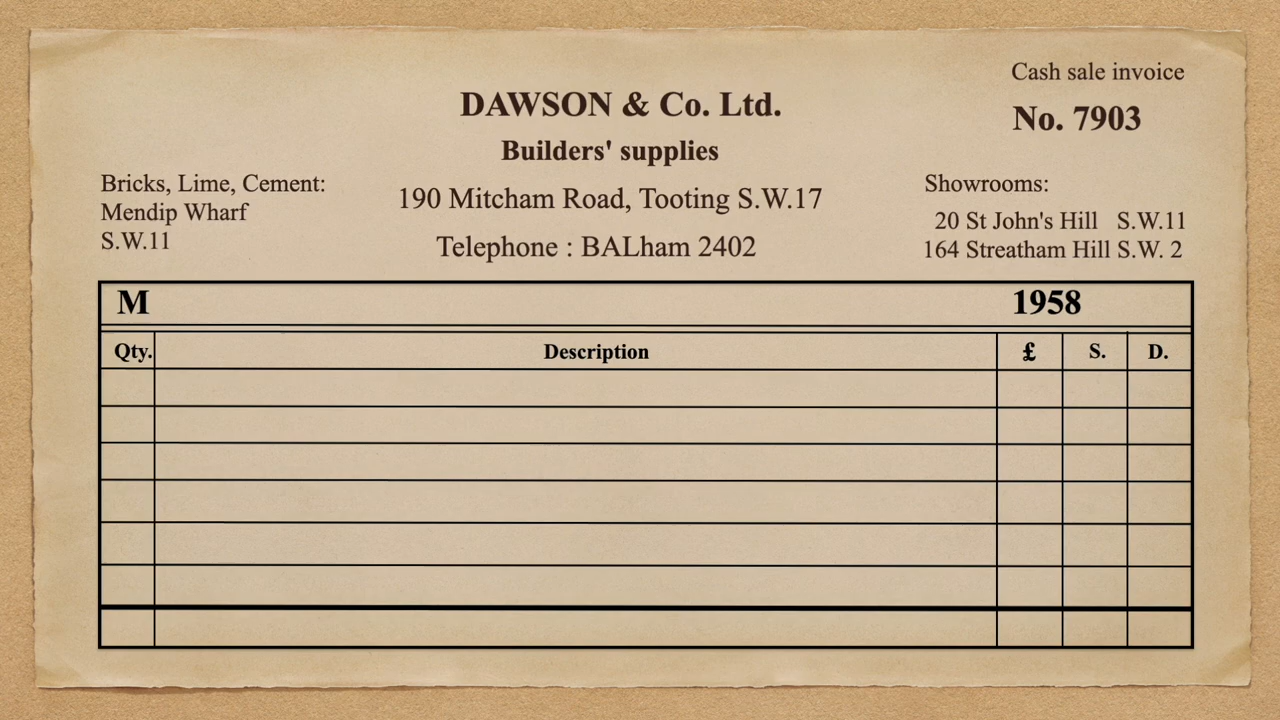 Cash sale invoice
No. 7903
DAWSON & Co. Ltd.
Builders' supplies
190 Mitcham Road, Tooting S.W.17
Telephone : BALham 2402
Bricks, Lime, Cement:
Mendip Wharf
S.W.11
Showrooms:
20 St John's Hill S.W.11
164 Streatham Hill S.W. 2
M 1958
Qty. Description £ S. D.